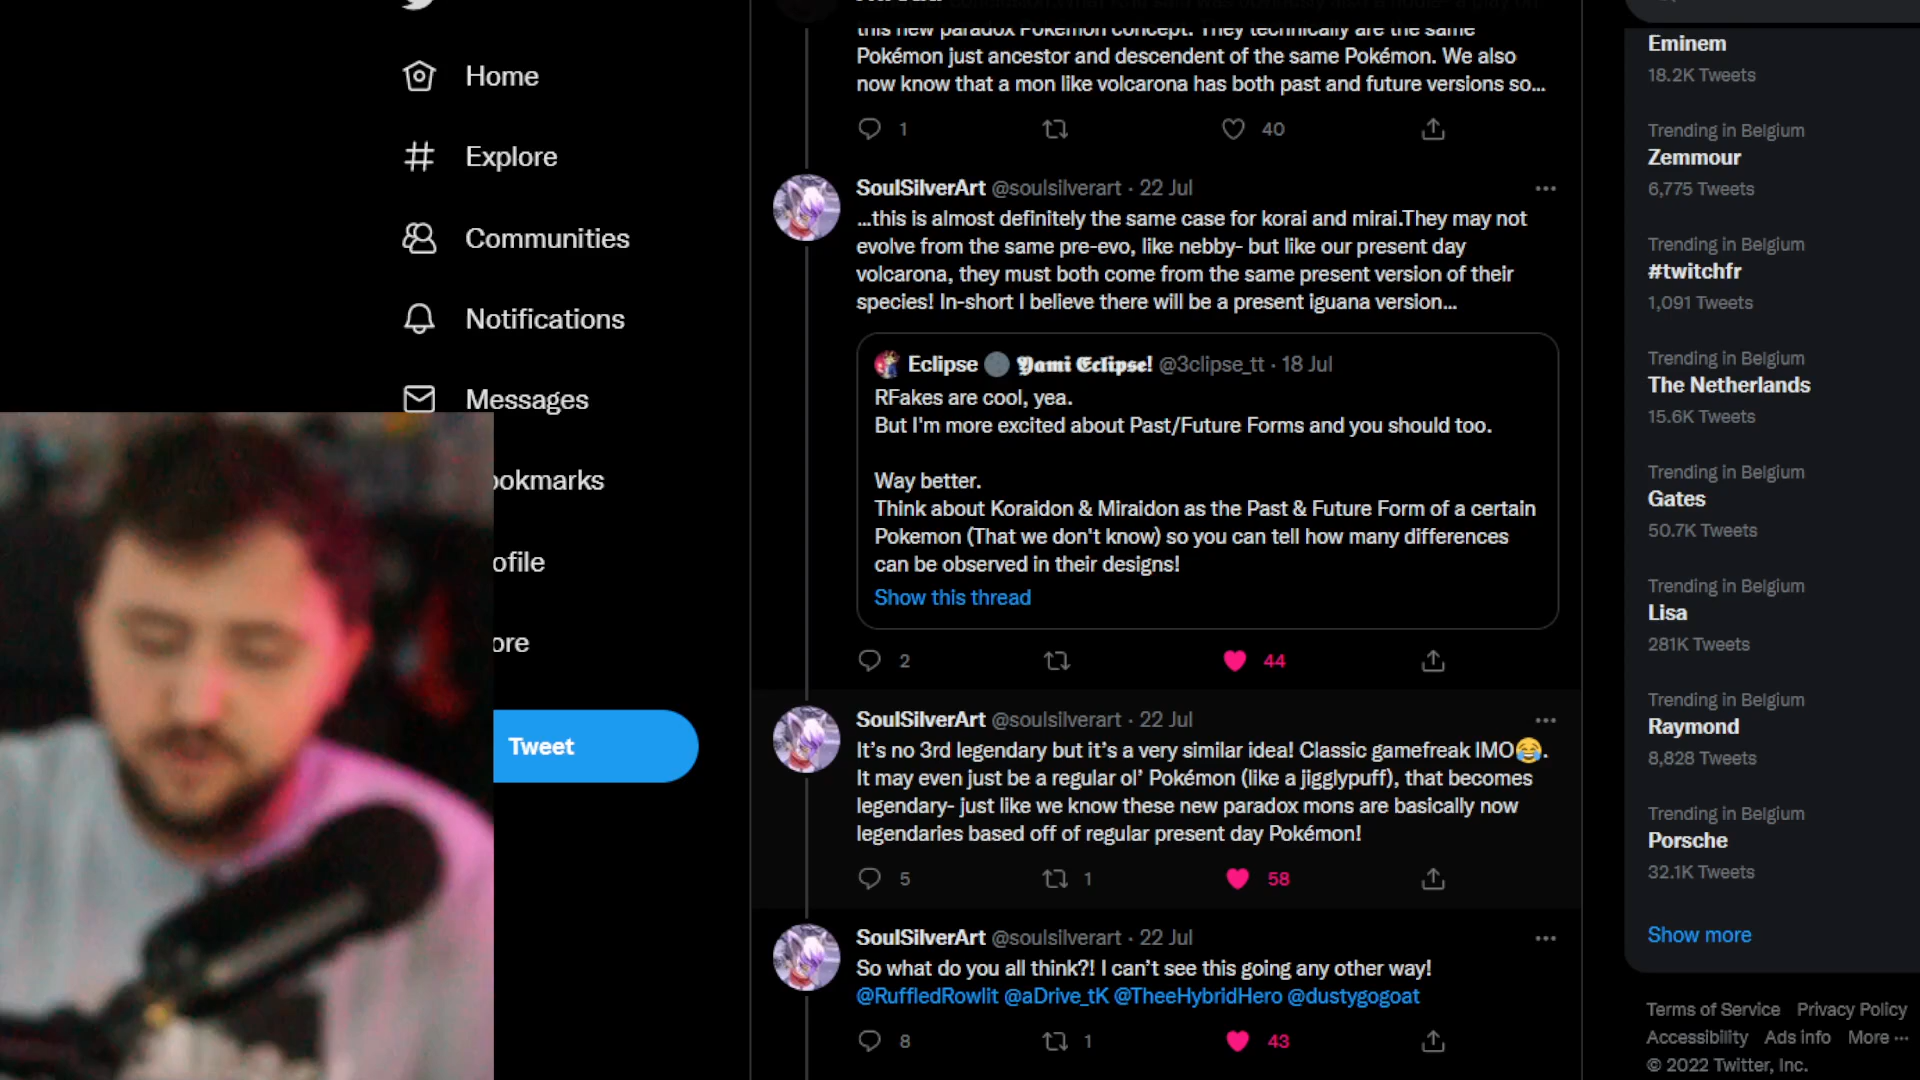 Home
Explore
Communities
Notifications
Messages
ookmarks
ofile
ore
Tweet
this new paradox Pokémon concept. They technically are the same
Pokémon just ancestor and descendent of the same Pokémon. We also
now know that a mon like volcarona has both past and future versions so...
1
40
SoulSilverArt @soulsilverart · 22 Jul
...this is almost definitely the same case for korai and mirai.They may not
evolve from the same pre-evo, like nebby- but like our present day
volcarona, they must both come from the same present version of their
species! In-short I believe there will be a present iguana version...
Eclipse 𝖄𝖆𝖒𝖎 𝕰𝖈𝖑𝖎𝖕𝖘𝖊! @3clipse_tt · 18 Jul
RFakes are cool, yea.
But I'm more excited about Past/Future Forms and you should too.
Way better.
Think about Koraidon & Miraidon as the Past & Future Form of a certain
Pokemon (That we don't know) so you can tell how many differences
can be observed in their designs!
Show this thread
2
44
SoulSilverArt @soulsilverart · 22 Jul
It's no 3rd legendary but it's a very similar idea! Classic gamefreak IMO😂.
It may even just be a regular ol' Pokémon (like a jigglypuff), that becomes
legendary- just like we know these new paradox mons are basically now
legendaries based off of regular present day Pokémon!
5
1
58
SoulSilverArt @soulsilverart · 22 Jul
So what do you all think?! I can't see this going any other way!
@RuffledRowlit @aDrive_tK @TheeHybridHero @dustygogoat
8
1
43
Eminem
18.2K Tweets
Trending in Belgium
Zemmour
6,775 Tweets
Trending in Belgium
#twitchfr
1,091 Tweets
Trending in Belgium
The Netherlands
15.6K Tweets
Trending in Belgium
Gates
50.7K Tweets
Trending in Belgium
Lisa
281K Tweets
Trending in Belgium
Raymond
8,828 Tweets
Trending in Belgium
Porsche
32.1K Tweets
Show more
Terms of Service Privacy Policy
Accessibility Ads info More ...
© 2022 Twitter, Inc.